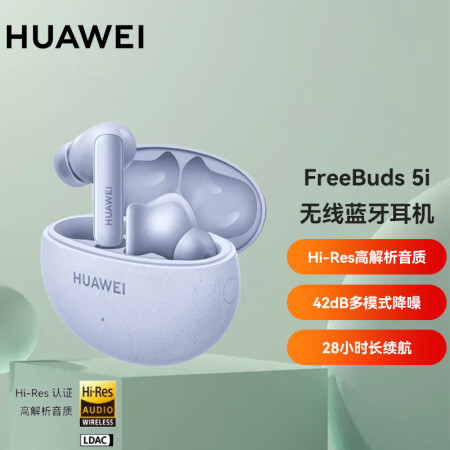 HUAWEI
FreeBuds 5i
无线蓝牙耳机
Hi-Res高解析音质
42dB多模式降噪
28小时长续航
HUAWEI
HUAWEI
Hi-Res 认证
高解析音质
Hi-Res
AUDIO
WIRELESS
LDAC